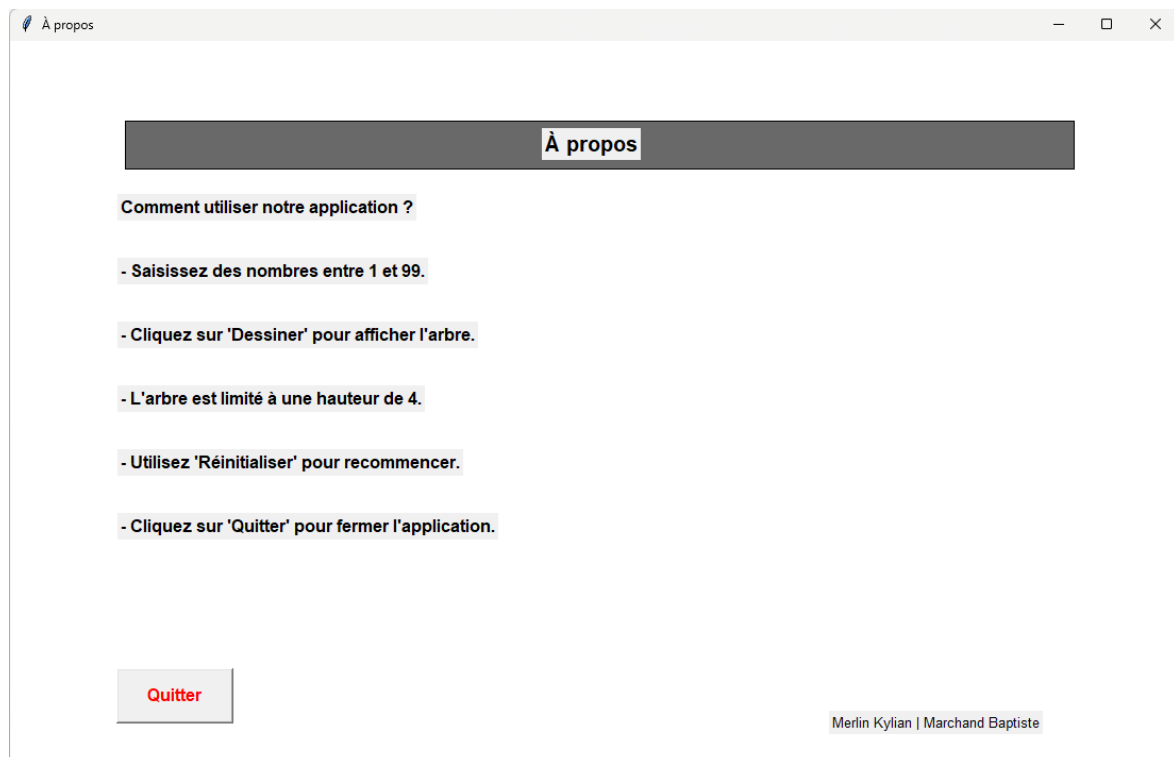 À propos
À propos
Comment utiliser notre application ?
- Saisissez des nombres entre 1 et 99.
- Cliquez sur 'Dessiner' pour afficher l'arbre.
- L'arbre est limité à une hauteur de 4.
- Utilisez 'Réinitialiser' pour recommencer.
- Cliquez sur 'Quitter' pour fermer l'application.
Quitter
Merlin Kylian | Marchand Baptiste